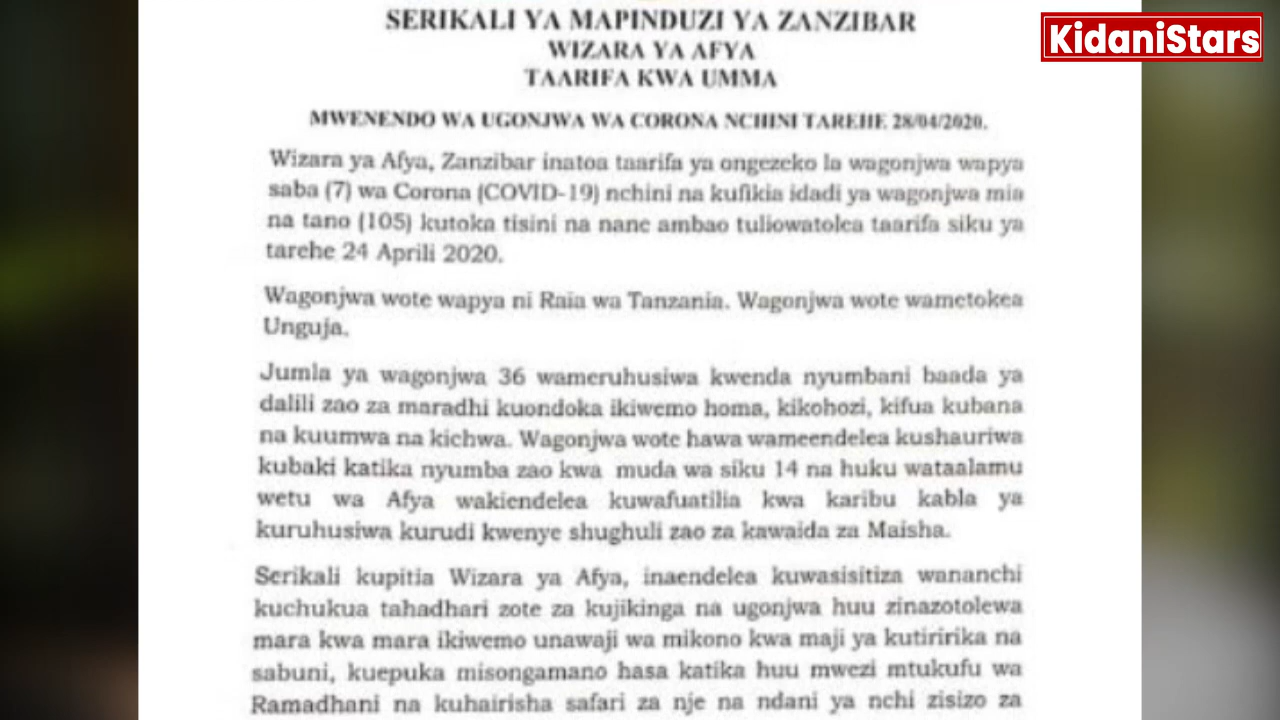 KidaniStars
SERIKALI YA MAPINDUZI YA ZANZIBAR
WIZARA YA AFYA
TAARIFA KWA UMMA
MWENENDO WA UGONJWA WA CORONA NCHINI TAREHE 28/04/2020.
Wizara ya Afya, Zanzibar inatoa taarifa ya ongezeko la wagonjwa wapya
saba (7) wa Corona (COVID-19) nchini na kufikia idadi ya wagonjwa mia
na tano (105) kutoka tisini na nane ambao tuliowatolea taarifa siku ya
tarehe 24 Aprili 2020.
Wagonjwa wote wapya ni Raia wa Tanzania. Wagonjwa wote wametokea
Unguja.
Jumla ya wagonjwa 36 wameruhusiwa kwenda nyumbani baada ya
dalili zao za maradhi kuondoka ikiwemo homa, kikohozi, kifua kubana
na kuumwa na kichwa. Wagonjwa wote hawa wameendelea kushauriwa
kubaki katika nyumba zao kwa muda wa siku 14 na huku wataalamu
wetu wa Afya wakiendelea kuwafuatilia kwa karibu kabla ya
kuruhusiwa kurudi kwenye shughuli zao za kawaida za Maisha.
Serikali kupitia Wizara ya Afya, inaendelea kuwasisitiza wananchi
kuchukua tahadhari zote za kujikinga na ugonjwa huu zinazotolewa
mara kwa mara ikiwemo unawaji wa mikono kwa maji ya kutiririka na
sabuni, kuepuka misongamano hasa katika huu mwezi mtukufu wa
Ramadhani na kuhairisha safari za nje na ndani ya nchi zisizo za